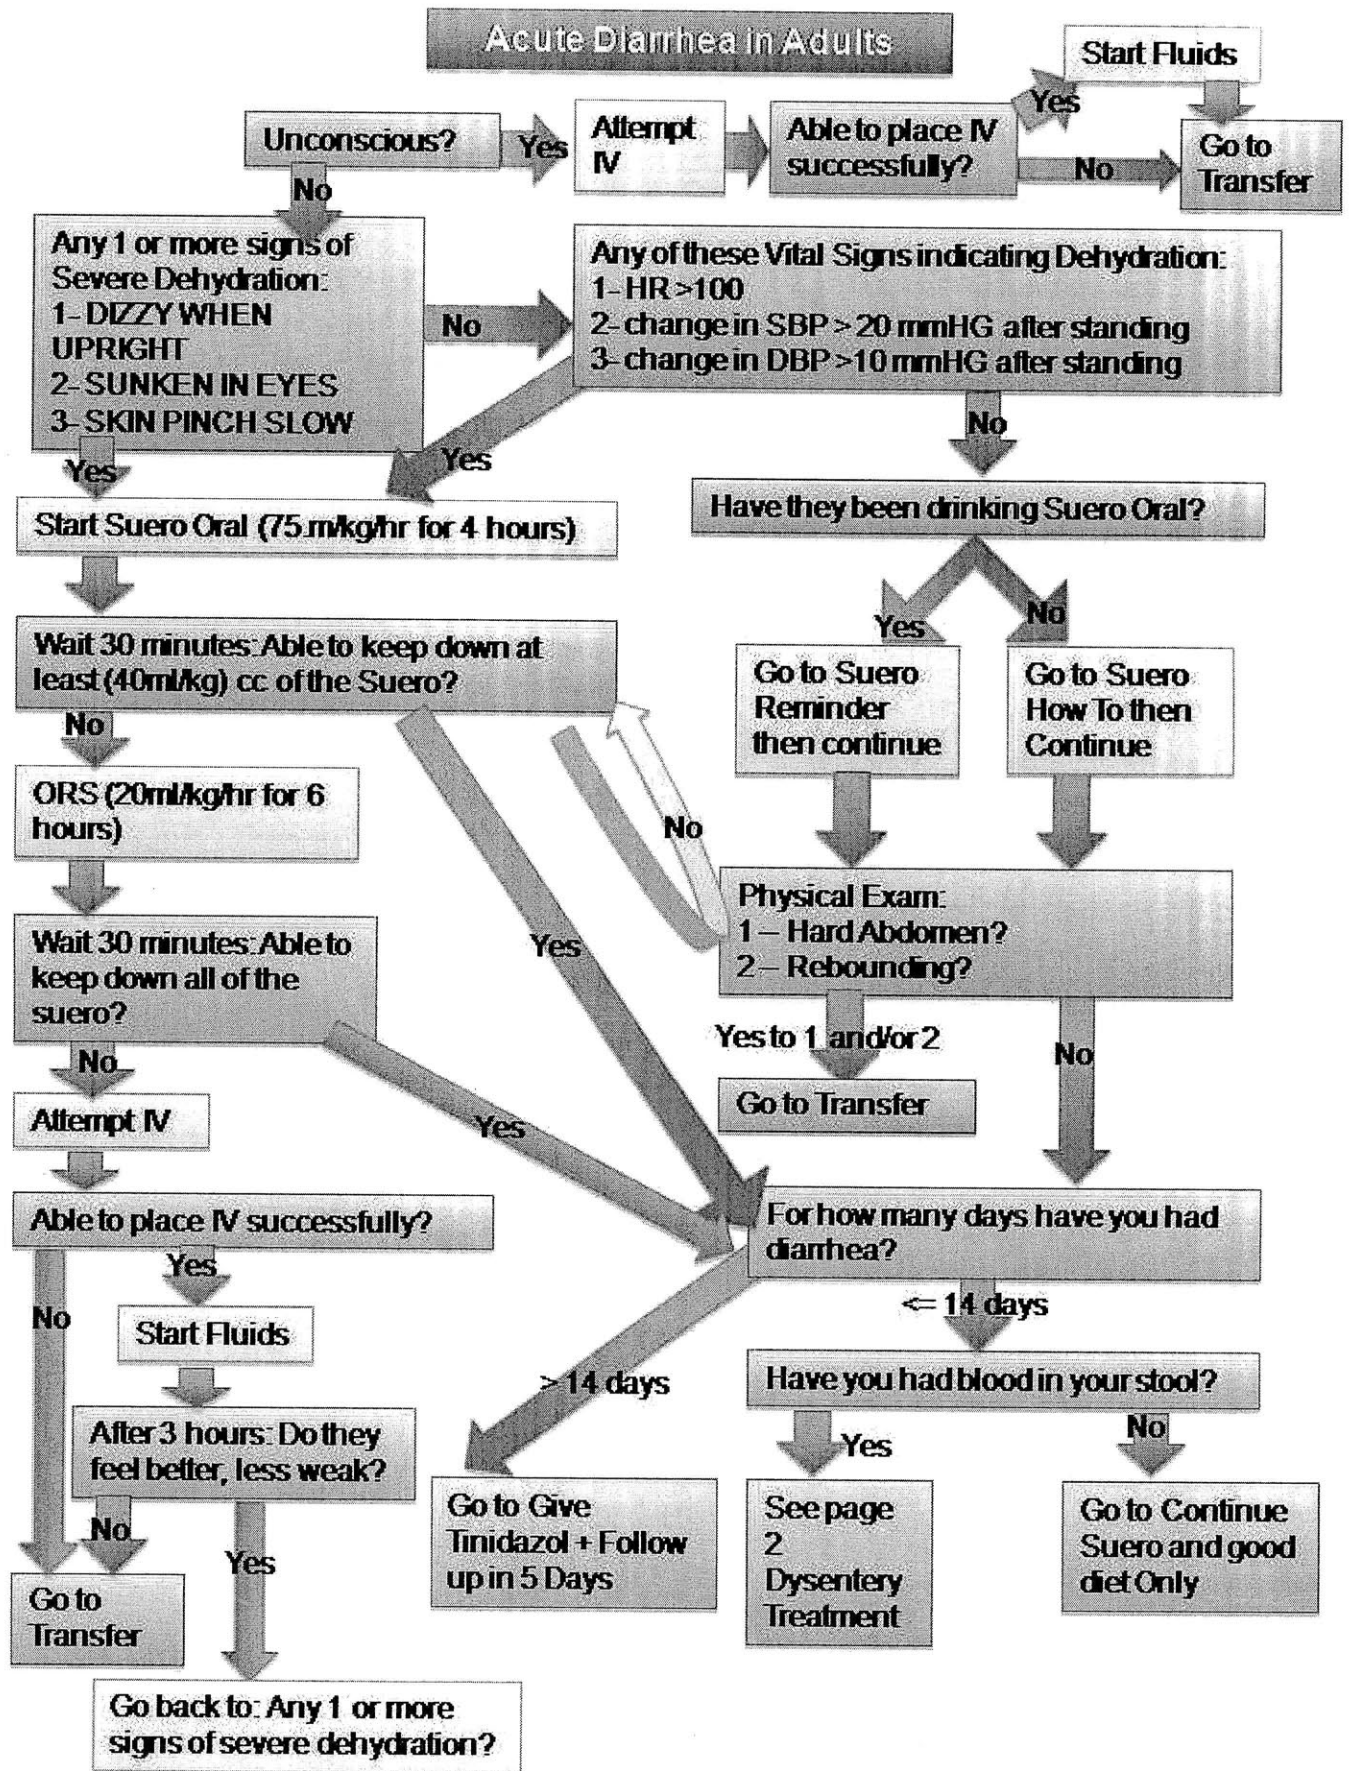 Acute Diarrhea in Adults
Start Fluids
Yes
Unconscious?
Yes
Attempt
IV
Able to place IV
successfully?
No
Go to
Transfer
No
Any 1 or more signs of
Severe Dehydration:
1- DIZZY WHEN
UPRIGHT
2- SUNKEN IN EYES
3- SKIN PINCH SLOW
No
Any of these Vital Signs indicating Dehydration:
1- HR >100
2- change in SBP > 20 mmHG after standing
3- change in DBP >10 mmHG after standing
Yes
Yes
No
Start Suero Oral (75.m/kg/hr for 4 hours)
Have they been drinking Suero Oral?
Wait 30 minutes: Able to keep down at
least (40ml/kg) cc of the Suero?
Yes
No
Go to Suero
Reminder
then continue
Go to Suero
How To then
Continue
No
ORS (20ml/kg/hr for 6
hours)
No
Physical Exam:
1 – Hard Abdomen?
2 – Rebounding?
Wait 30 minutes: Able to
keep down all of the
suero?
Yes
Yes to 1 and/or 2
No
Go to Transfer
No
Attempt IV
Yes
Able to place IV successfully?
For how many days have you had
diarrhea?
Yes
No
<= 14 days
Start Fluids
> 14 days
Have you had blood in your stool?
After 3 hours: Do they
feel better, less weak?
Yes
No
No
Yes
Go to Give
Tinidazol + Follow
up in 5 Days
See page
2
Dysentery
Treatment
Go to Continue
Suero and good
diet Only
Go to
Transfer
Go back to: Any 1 or more
signs of severe dehydration?